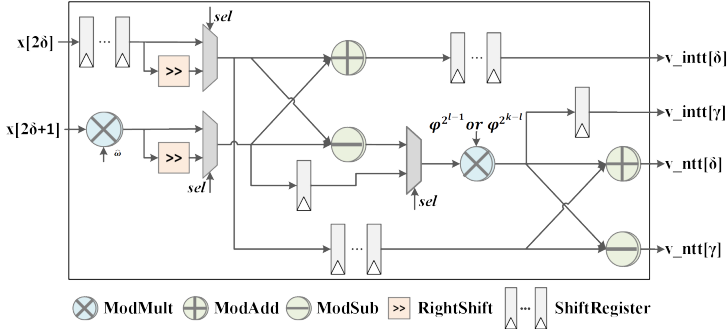 sel
x[2δ]
... 
>>
...
v_intt[δ]
φ^{2^{l-1}} or φ^{2^{k-l}}
v_intt[γ]
x[2δ+1]
ω
>>
v_ntt[δ]
sel
sel
...
v_ntt[γ]
ModMult ModAdd ModSub >> RightShift ... ShiftRegister